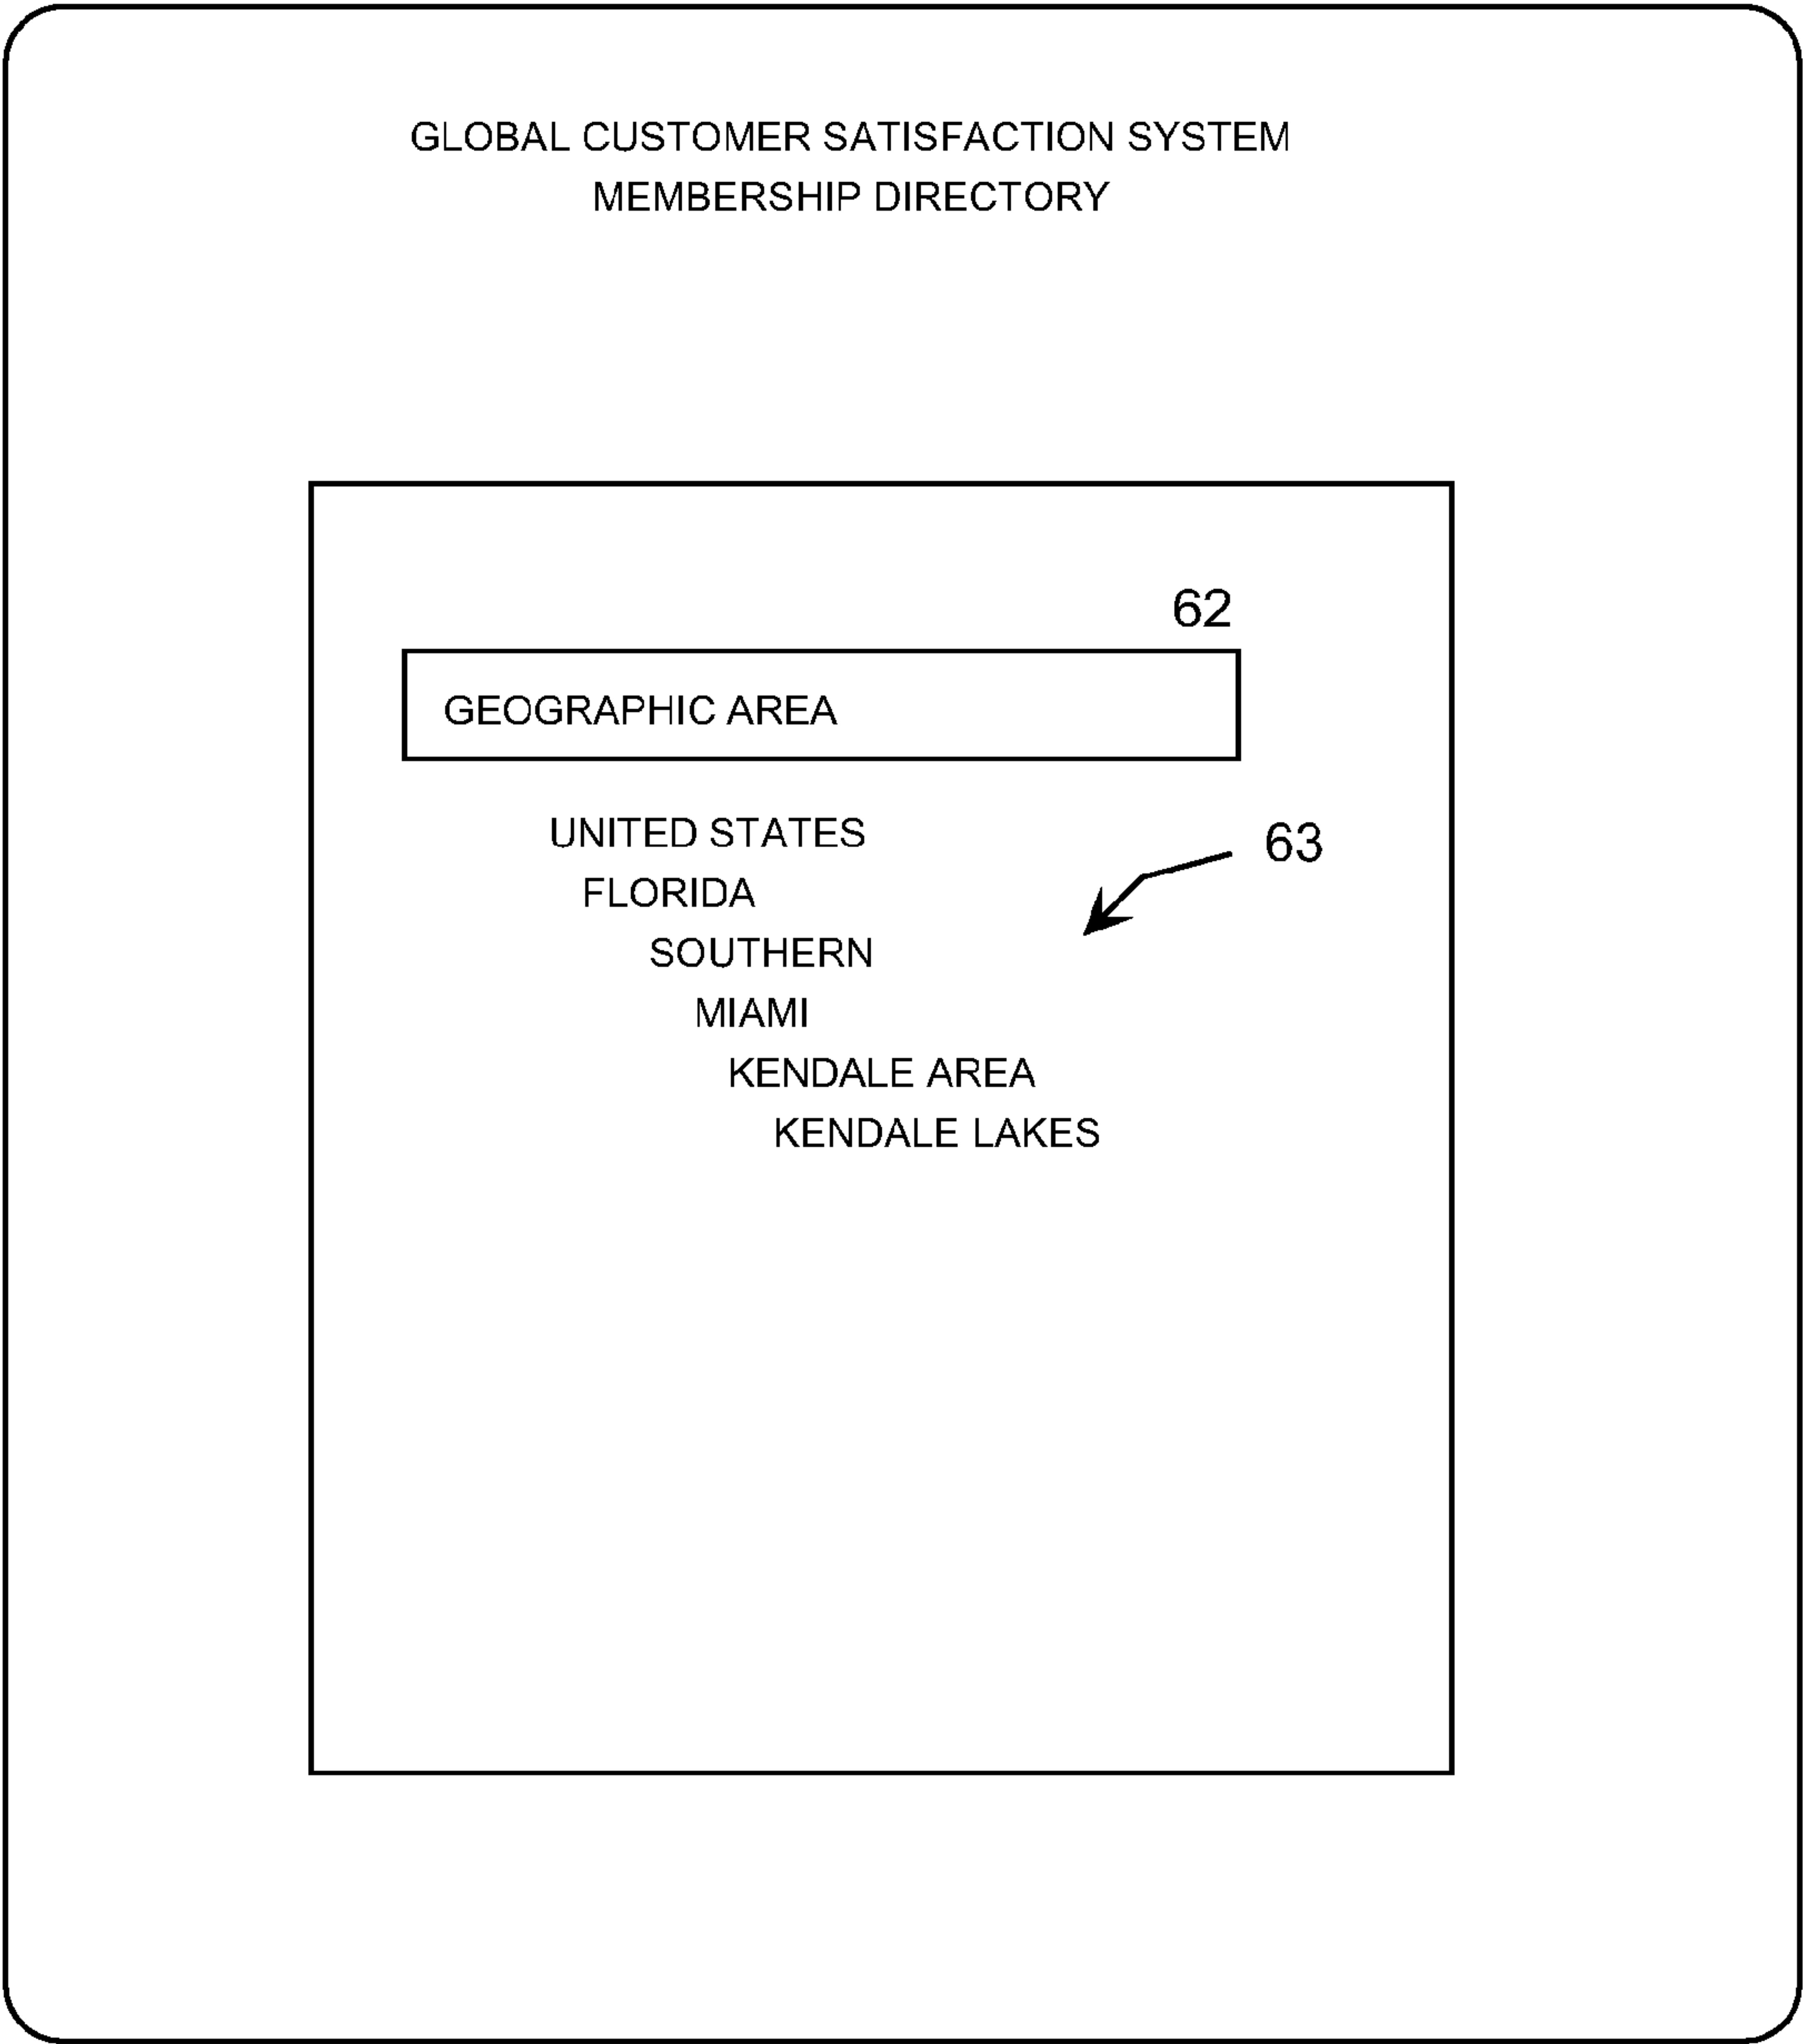 GLOBAL CUSTOMER SATISFACTION SYSTEM
MEMBERSHIP DIRECTORY
62
GEOGRAPHIC AREA
UNITED STATES
63
FLORIDA
SOUTHERN
MIAMI
KENDALE AREA
KENDALE LAKES